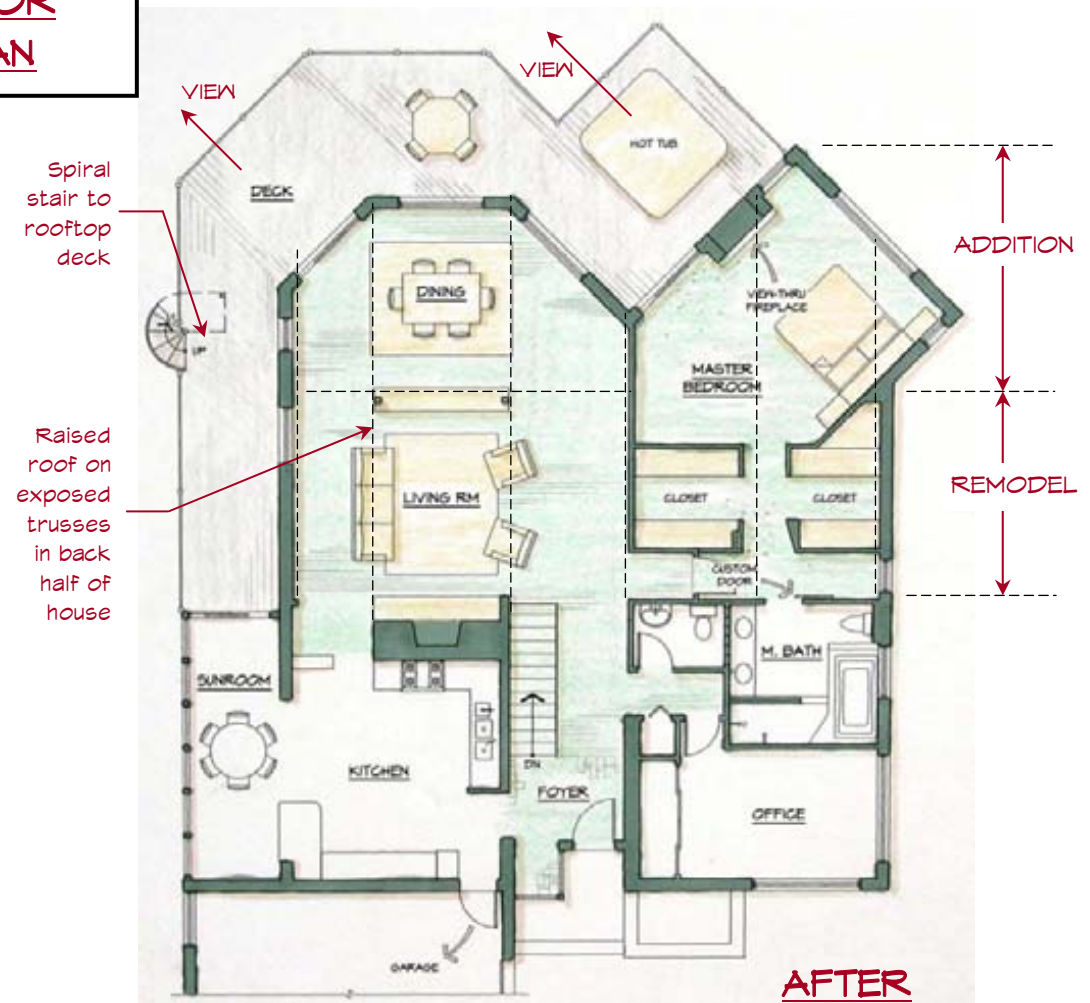 OR
AN
VIEW
VIEW
HOT TUB
Spiral
stair to
rooftop
deck
DECK
ADDITION
DINING
VIEW-THRU
FIREPLACE
UP
MASTER
BEDROOM
Raised
roof on
exposed
trusses
in back
half of
house
LIVING RM
CLOSET
CLOSET
REMODEL
CUSTOM
DOOR
M. BATH
SUNROOM
KITCHEN
DN
FOYER
OFFICE
GARAGE
AFTER